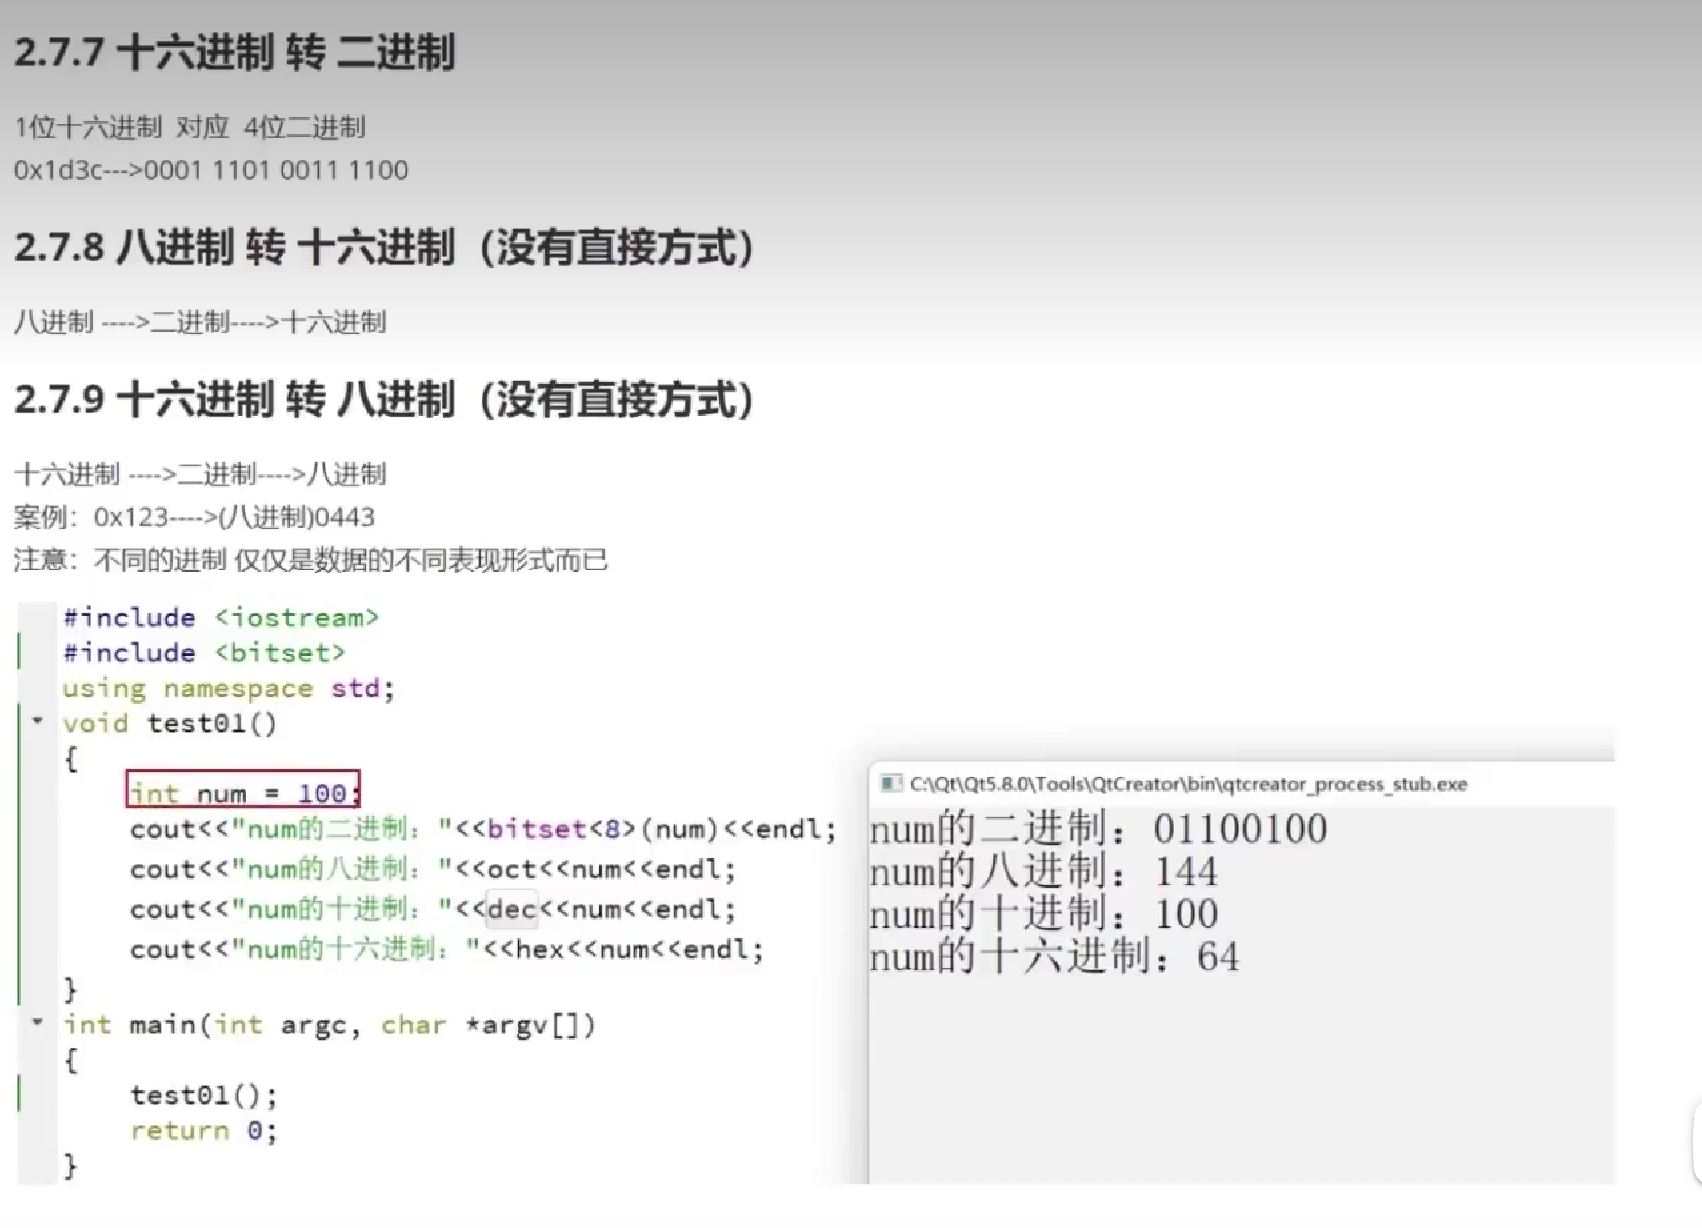 2.7.7 十六进制 转 二进制
1位十六进制 对应 4位二进制
0x1d3c--->0001 1101 0011 1100
2.7.8 八进制 转 十六进制（没有直接方式）
八进制 ---->二进制---->十六进制
2.7.9 十六进制 转 八进制（没有直接方式）
十六进制 ---->二进制---->八进制
案例：0x123---->(八进制)0443
注意：不同的进制 仅仅是数据的不同表现形式而已
#include <iostream>
#include <bitset>
using namespace std;
void test01()
{
int num = 100;
cout<<"num的二进制："<<bitset<8>(num)<<endl;
cout<<"num的八进制："<<oct<<num<<endl;
cout<<"num的十进制："<<dec<<num<<endl;
cout<<"num的十六进制："<<hex<<num<<endl;
}
int main(int argc, char *argv[])
{
test01();
return 0;
}
C:\Qt\Qt5.8.0\Tools\QtCreator\bin\qtcreator_process_stub.exe
num的二进制：01100100
num的八进制：144
num的十进制：100
num的十六进制：64